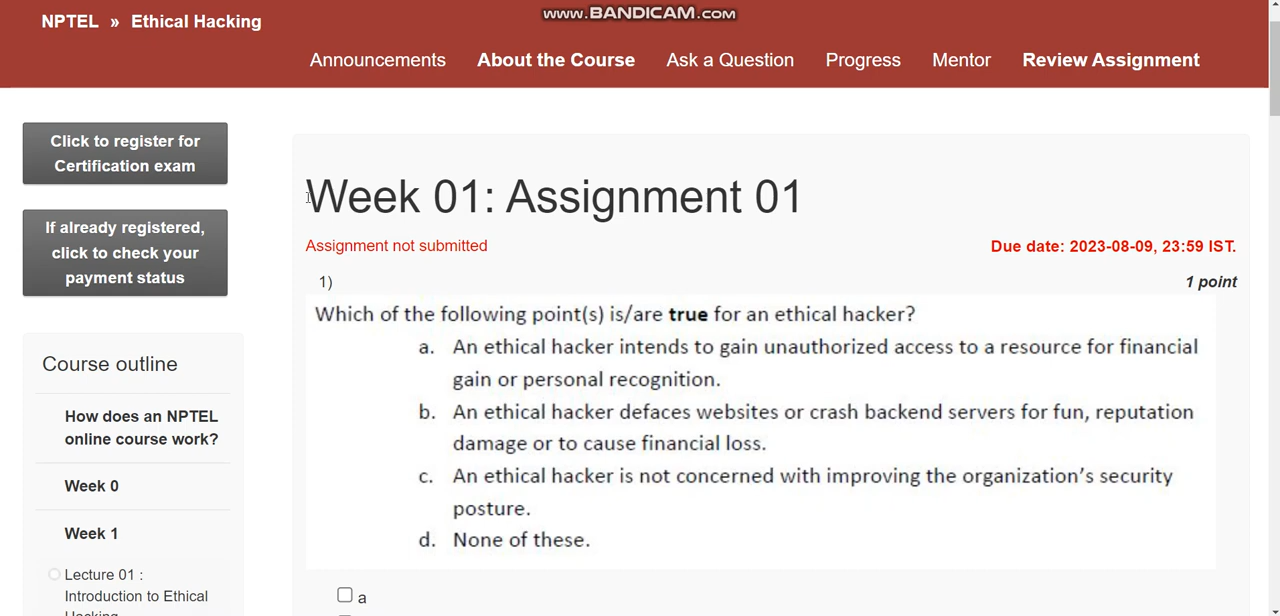 www.BANDICAM.com
NPTEL » Ethical Hacking
Announcements About the Course Ask a Question Progress Mentor Review Assignment
Click to register for
Certification exam
If already registered,
click to check your
payment status
Course outline
How does an NPTEL
online course work?
Week 0
Week 1
Lecture 01 :
Introduction to Ethical
Hacking
Week 01: Assignment 01
Assignment not submitted Due date: 2023-08-09, 23:59 IST.
1) 1 point
Which of the following point(s) is/are true for an ethical hacker?
a. An ethical hacker intends to gain unauthorized access to a resource for financial
gain or personal recognition.
b. An ethical hacker defaces websites or crash backend servers for fun, reputation
damage or to cause financial loss.
c. An ethical hacker is not concerned with improving the organization's security
posture.
d. None of these.
a